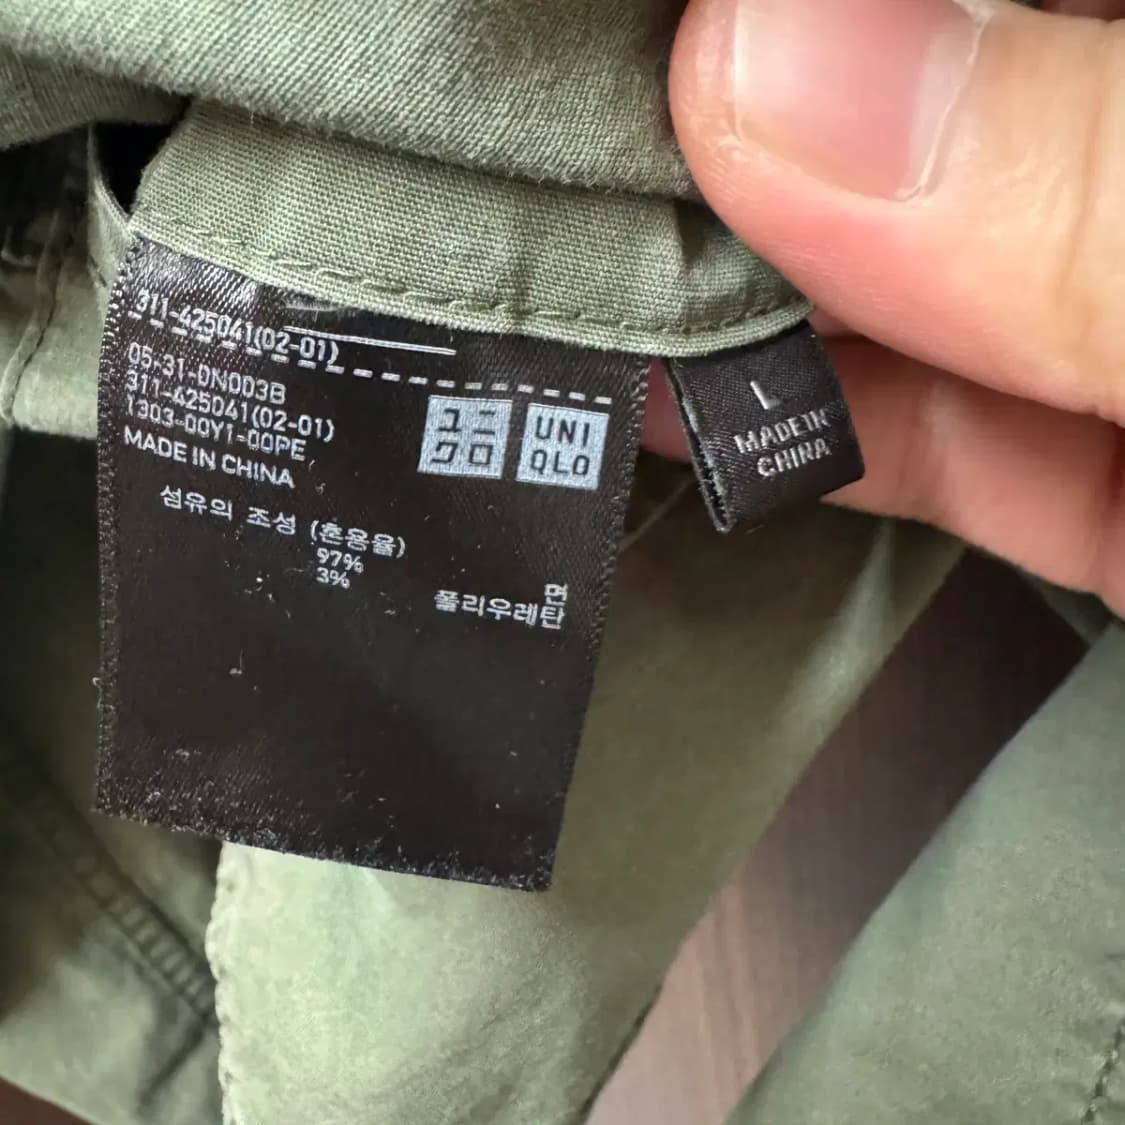 311-425041(02-01)
05-31-DN003B
311-425041(02-01)
1303-00Y1-00PE
MADE IN CHINA
ユニ
クロ
UNI
QLO
섬유의 조성 (혼용율)
97% 면
3% 폴리우레탄
L
MADE IN
CHINA